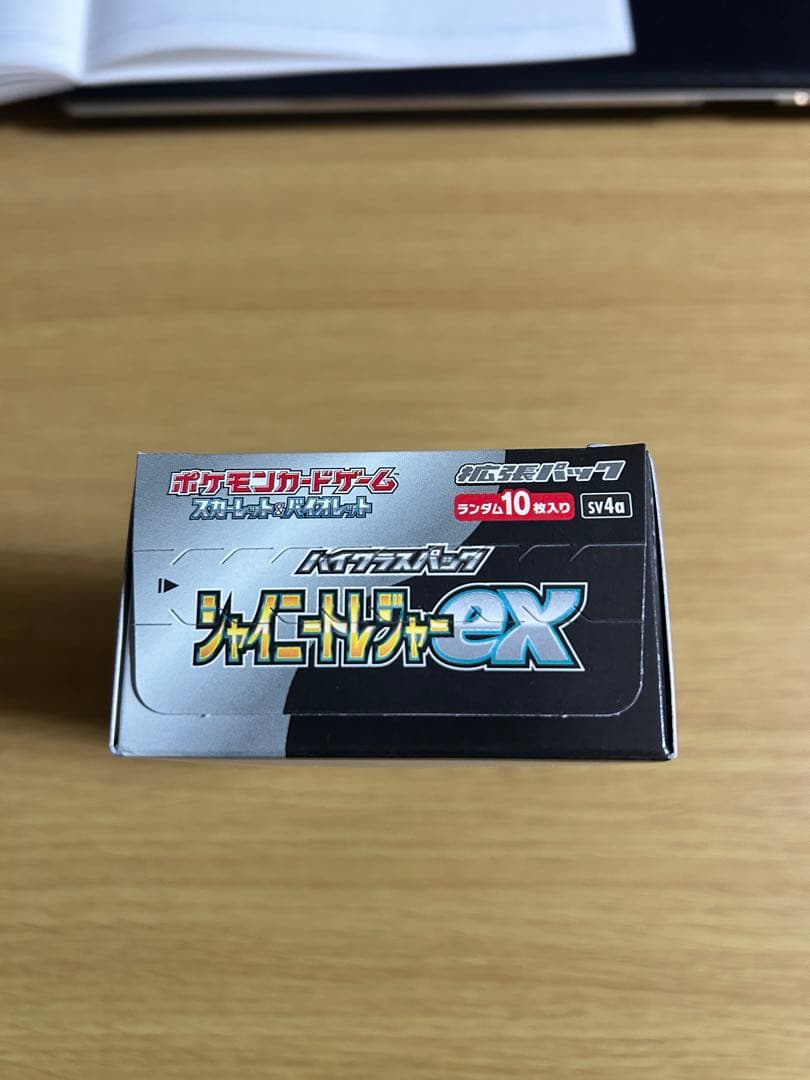 ポケモンカードゲーム
スカーレット&バイオレット
拡張パック
ランダム10枚入り
sv4a
ハイクラスパック
シャイニートレジャーex